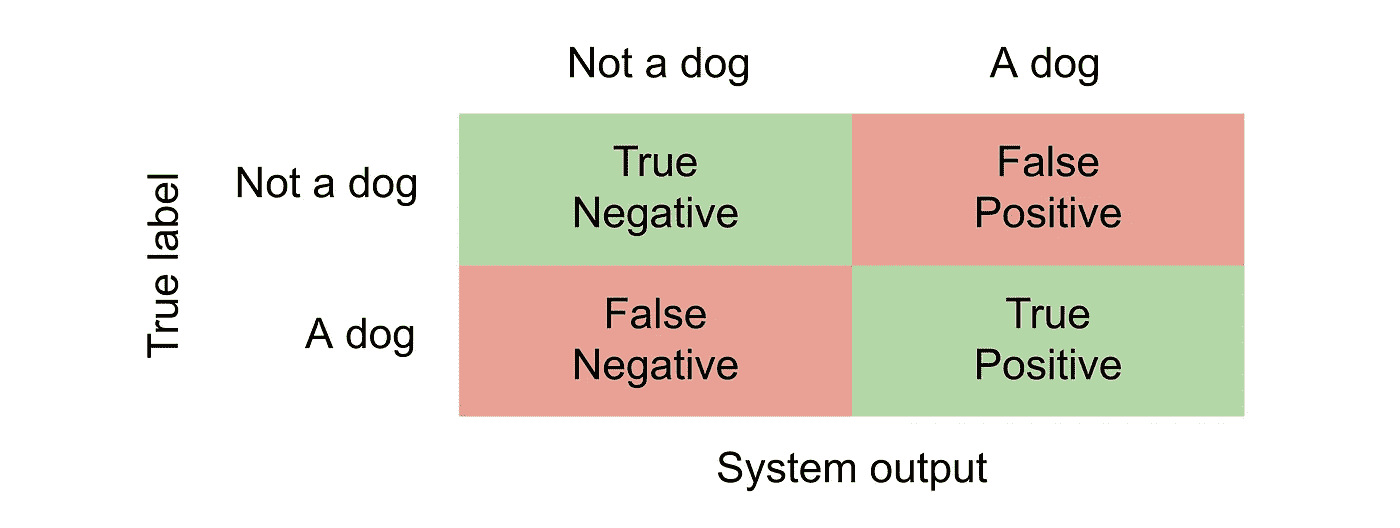 Not a dog A dog
True label
Not a dog
True
Negative
False
Positive
A dog
False
Negative
True
Positive
System output